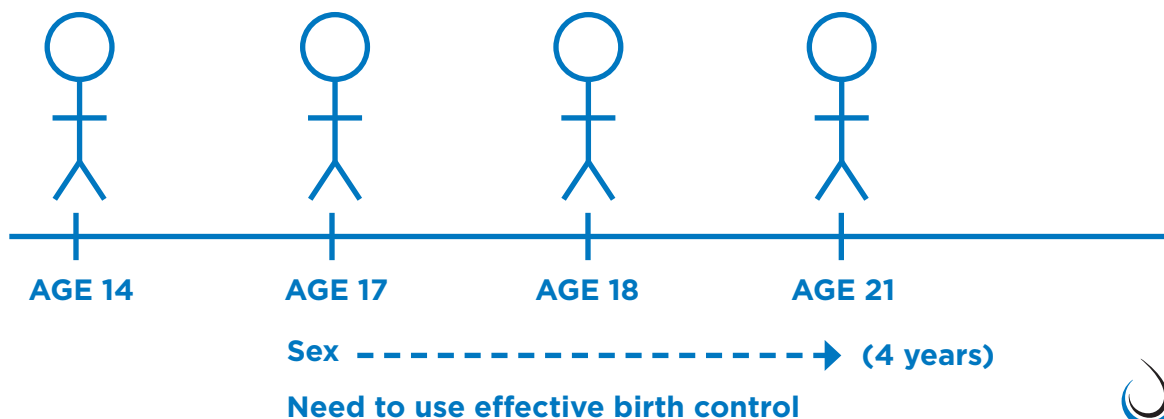 AGE 14 AGE 17 AGE 18 AGE 21
Sex (4 years)
Need to use effective birth control